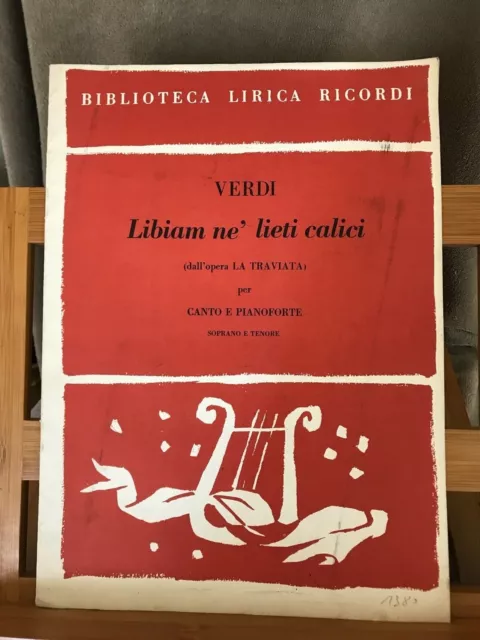 BIBLIOTECA LIRICA RICORDI
VERDI
Libiam ne' lieti calici
(dall'opera LA TRAVIATA)
per
CANTO E PIANOFORTE
SOPRANO E TENORE